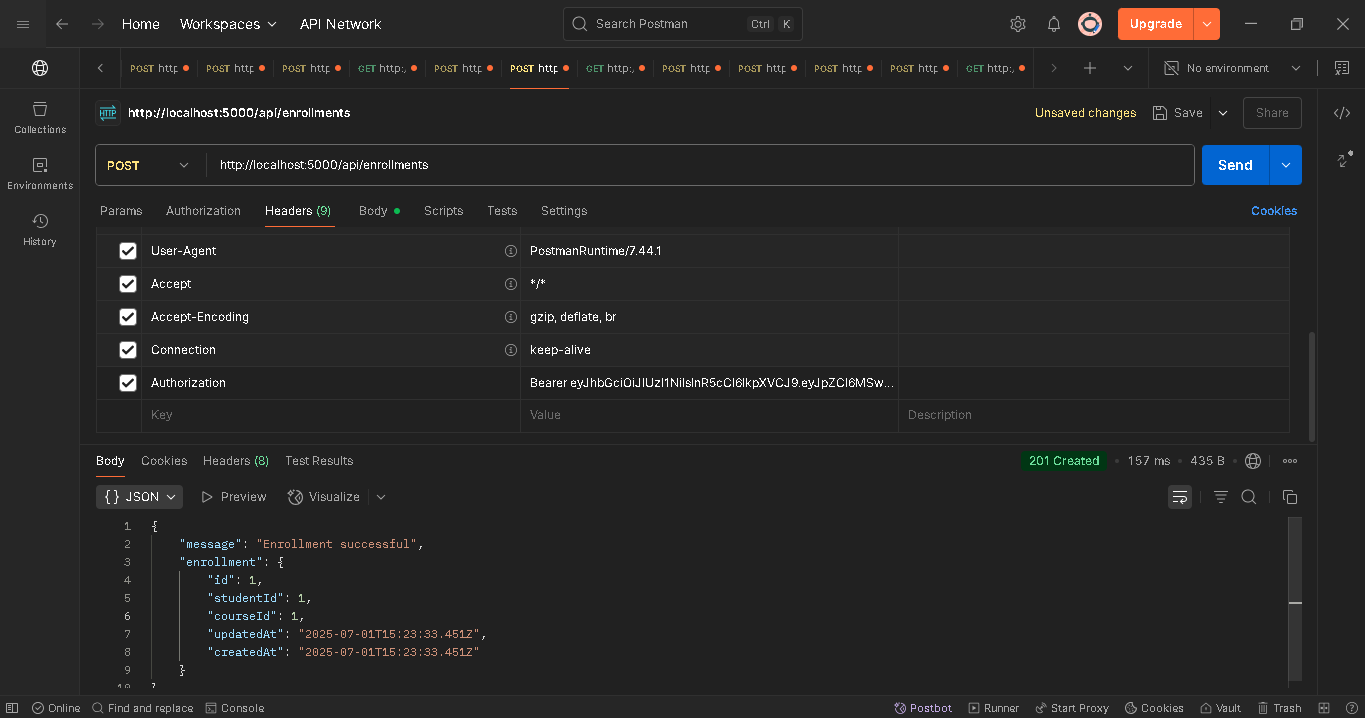 Home Workspaces API Network Search Postman Ctrl K Upgrade
POST http POST http POST http GET http:, POST http POST http GET http:, POST http POST http POST http POST http GET http:, No environment
HTTP http://localhost:5000/api/enrollments Unsaved changes Save Share
Collections
POST http://localhost:5000/api/enrollments Send
Environments
Params Authorization Headers (9) Body Scripts Tests Settings Cookies
History
User-Agent PostmanRuntime/7.44.1
Accept */*
Accept-Encoding gzip, deflate, br
Connection keep-alive
Authorization Bearer
Key Value Description
Body Cookies Headers (8) Test Results 201 Created 157 ms 435 B
{} JSON Preview Visualize
1 {
2 "message": "Enrollment successful",
3 "enrollment": {
4 "id": 1,
5 "studentId": 1,
6 "courseId": 1,
7 "updatedAt": "2025-07-01T15:23:33.451Z",
8 "createdAt": "2025-07-01T15:23:33.451Z"
9 }
Online Find and replace Console Postbot Runner Start Proxy Cookies Vault Trash